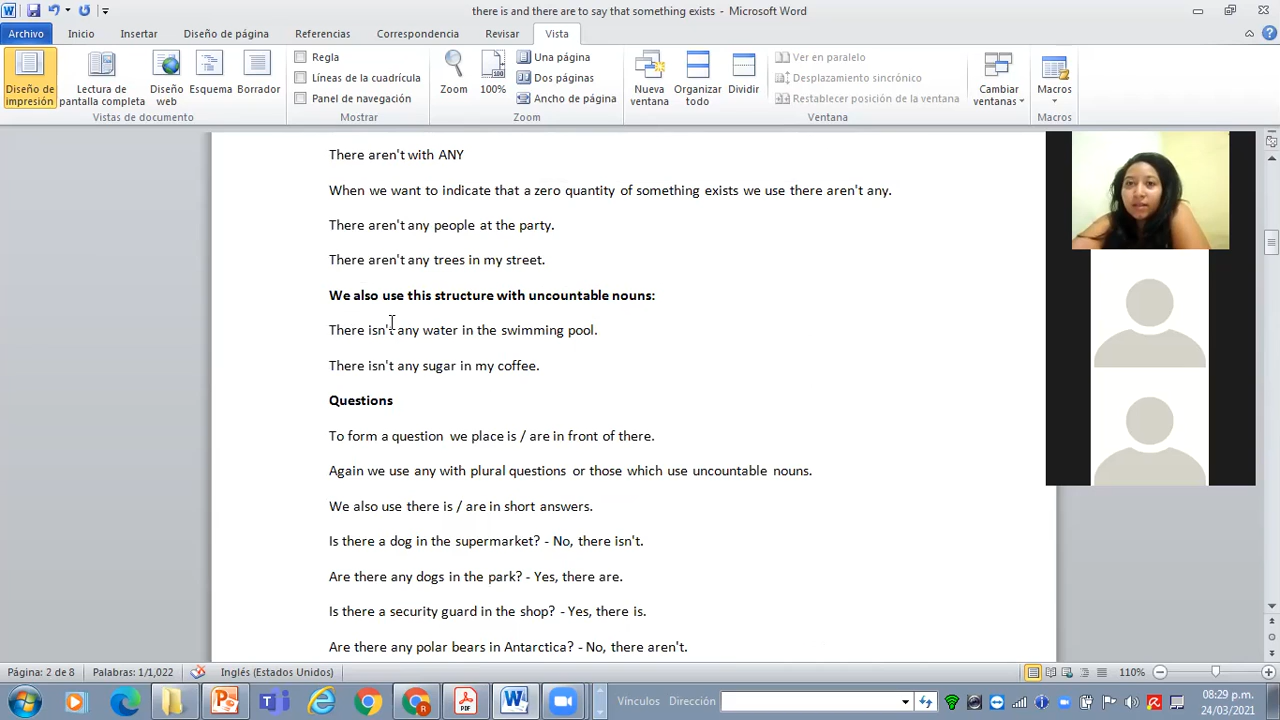 there is and there are to say that something exists - Microsoft Word
Archivo Inicio Insertar Diseño de página Referencias Correspondencia Revisar Vista
Diseño de impresión
Lectura de pantalla completa
Diseño web
Esquema
Borrador
Vistas de documento
Regla
Líneas de la cuadrícula
Panel de navegación
Mostrar
Zoom
100%
Una página
Dos páginas
Ancho de página
Zoom
Nueva ventana
Organizar todo
Dividir
Ver en paralelo
Desplazamiento sincrónico
Restablecer posición de la ventana
Cambiar ventanas
Ventana
Macros
Macros
There aren't with ANY
When we want to indicate that a zero quantity of something exists we use there aren't any.
There aren't any people at the party.
There aren't any trees in my street.
We also use this structure with uncountable nouns:
There isn't any water in the swimming pool.
There isn't any sugar in my coffee.
Questions
To form a question we place is / are in front of there.
Again we use any with plural questions or those which use uncountable nouns.
We also use there is / are in short answers.
Is there a dog in the supermarket? - No, there isn't.
Are there any dogs in the park? - Yes, there are.
Is there a security guard in the shop? - Yes, there is.
Are there any polar bears in Antarctica? - No, there aren't.
Página: 2 de 8 Palabras: 1/1,022 Inglés (Estados Unidos) 110%
Vínculos Dirección
08:29 p.m.
24/03/2021